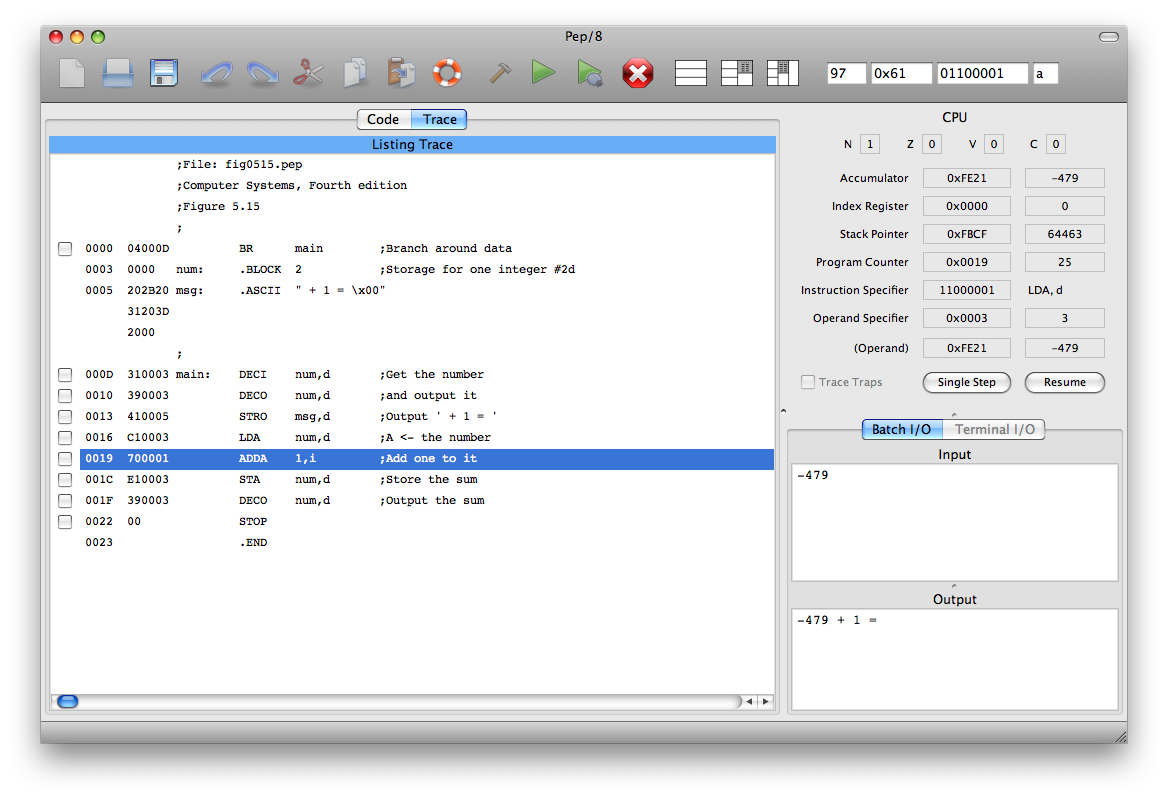 Pep/8
97 0x61 01100001 a
Code Trace
Listing Trace
;File: fig0515.pep
;Computer Systems, Fourth edition
;Figure 5.15
;
0000 04000D BR main ;Branch around data
0003 0000 num: .BLOCK 2 ;Storage for one integer #2d
0005 202B20 msg: .ASCII " + 1 = \x00"
31203D
2000
;
000D 310003 main: DECI num,d ;Get the number
0010 390003 DECO num,d ;and output it
0013 410005 STRO msg,d ;Output ' + 1 = '
0016 C10003 LDA num,d ;A <- the number
0019 700001 ADDA 1,i ;Add one to it
001C E10003 STA num,d ;Store the sum
001F 390003 DECO num,d ;Output the sum
0022 00 STOP
0023 .END
CPU
N 1 Z 0 V 0 C 0
Accumulator 0xFE21 -479
Index Register 0x0000 0
Stack Pointer 0xFBCF 64463
Program Counter 0x0019 25
Instruction Specifier 11000001 LDA, d
Operand Specifier 0x0003 3
(Operand) 0xFE21 -479
Trace Traps Single Step Resume
Batch I/O Terminal I/O
Input
-479
Output
-479 + 1 =